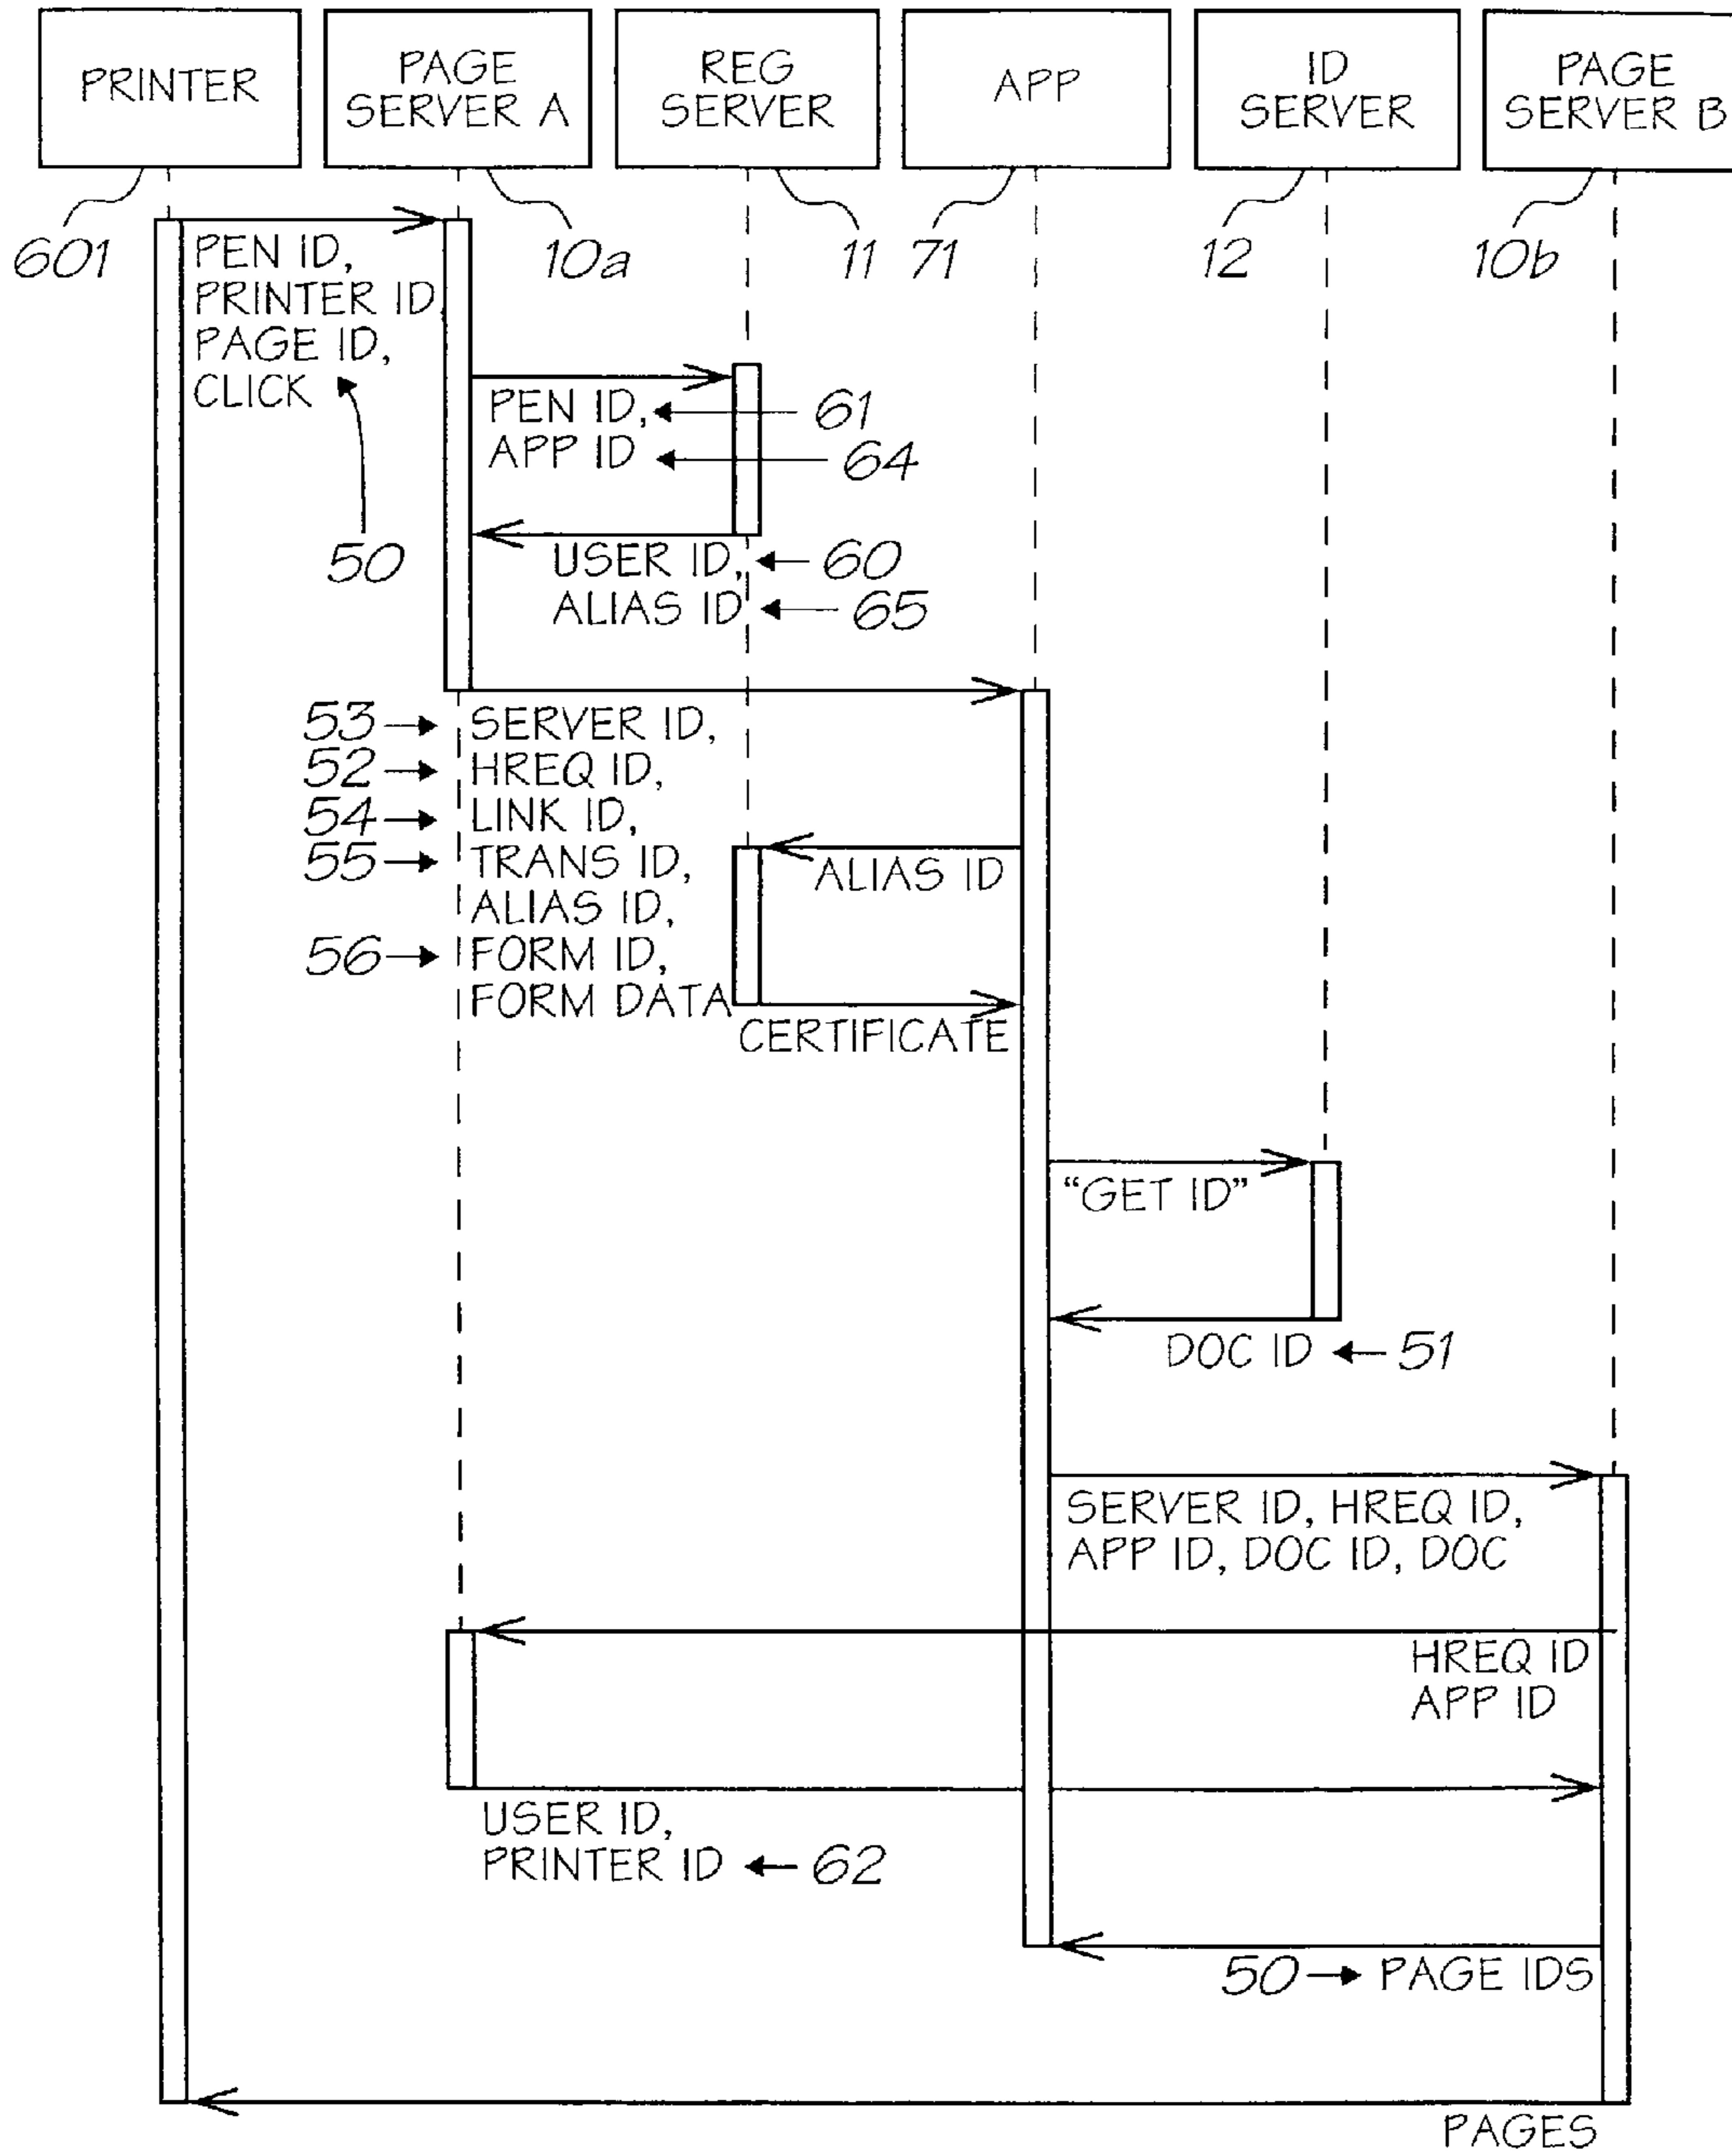 PRINTER
PAGE
SERVER A
REG
SERVER
APP
ID
SERVER
PAGE
SERVER B
601
10a
11
71
12
10b
PEN ID,
PRINTER ID
PAGE ID,
CLICK
50
PEN ID,
61
APP ID
64
USER ID,
60
ALIAS ID
65
53
SERVER ID,
52
HREQ ID,
54
LINK ID,
55
TRANS ID,
ALIAS ID,
56
FORM ID,
FORM DATA
ALIAS ID
CERTIFICATE
“GET ID”
DOC ID
51
SERVER ID, HREQ ID,
APP ID, DOC ID, DOC
HREQ ID
APP ID
USER ID,
PRINTER ID
62
50
PAGE IDS
PAGES